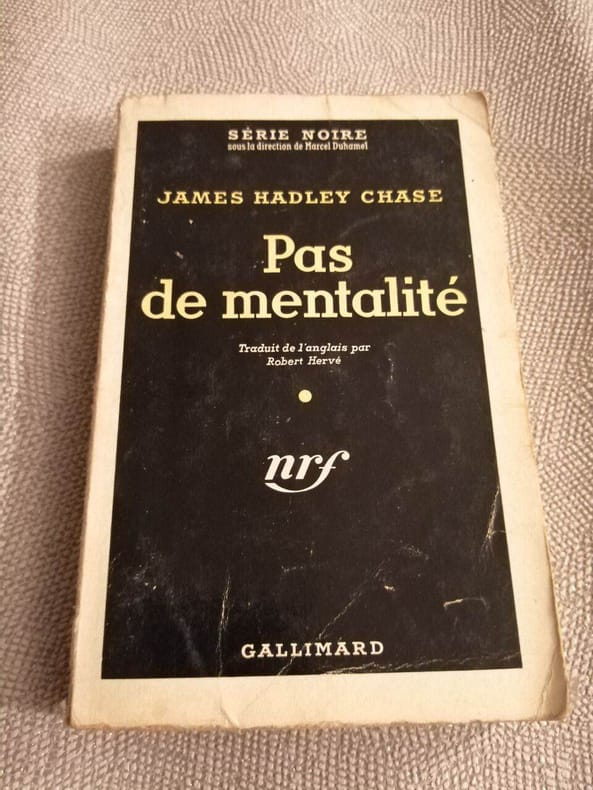 SÉRIE NOIRE
sous la direction de Marcel Duhamel
JAMES HADLEY CHASE
Pas
de mentalité
Traduit de l'anglais par
Robert Hervé
nrf
GALLIMARD